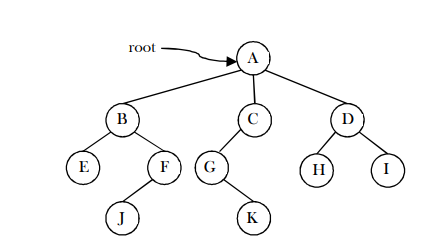 root
A
B C D
E F G H I
J K